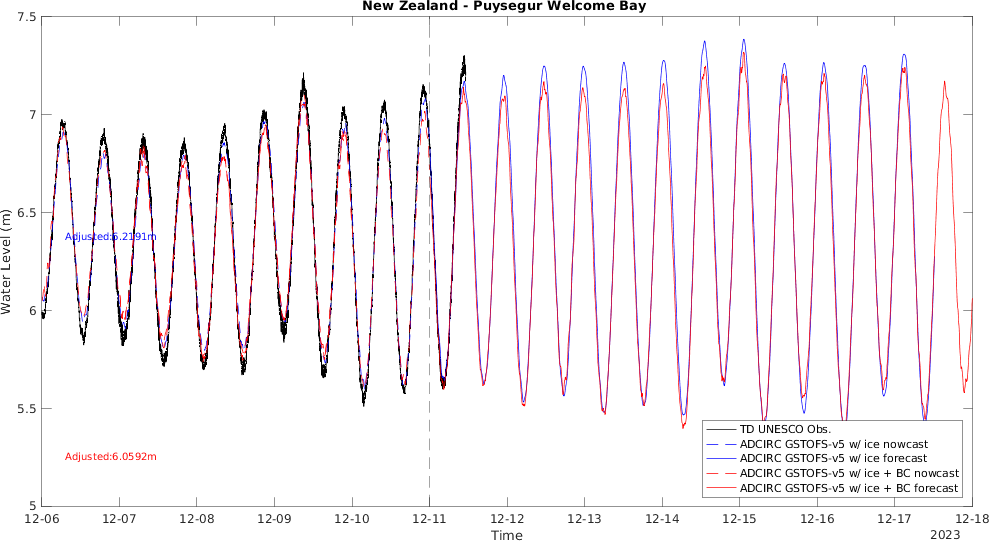 New Zealand - Puysegur Welcome Bay
7.5
7
6.5
6
5.5
5
Water Level (m)
Adjusted:6.2191m
Adjusted:6.0592m
TD UNESCO Obs.
ADCIRC GSTOFS-v5 w/ ice nowcast
ADCIRC GSTOFS-v5 w/ ice forecast
ADCIRC GSTOFS-v5 w/ ice + BC nowcast
ADCIRC GSTOFS-v5 w/ ice + BC forecast
12-06 12-07 12-08 12-09 12-10 12-11 12-12 12-13 12-14 12-15 12-16 12-17 12-18
Time
2023